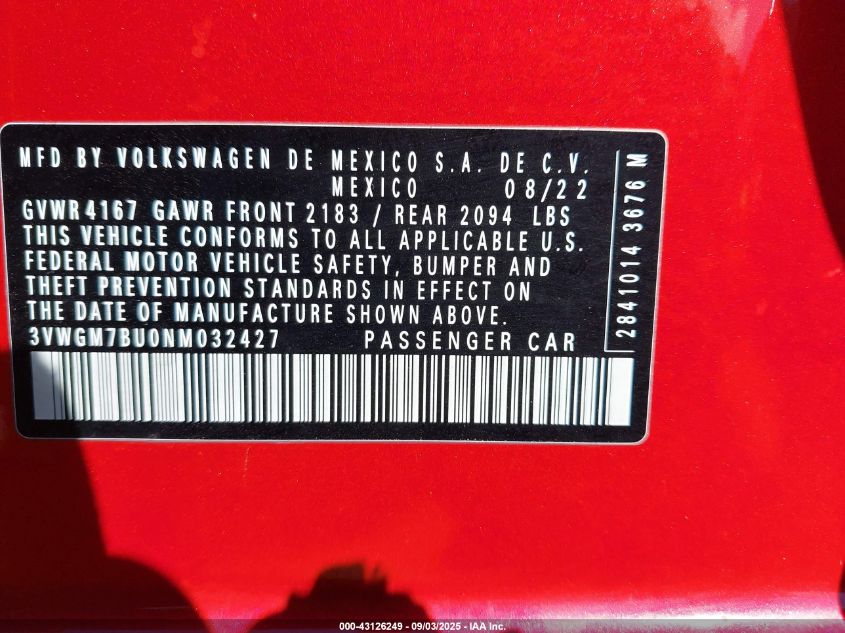 MFD BY VOLKSWAGEN DE MEXICO S.A. DE C.V.
MEXICO 08/22
GVWR 4167 GAWR FRONT 2183 / REAR 2094 LBS
THIS VEHICLE CONFORMS TO ALL APPLICABLE U.S.
FEDERAL MOTOR VEHICLE SAFETY, BUMPER AND
THEFT PREVENTION STANDARDS IN EFFECT ON
THE DATE OF MANUFACTURE SHOWN ABOVE.
3VWGM7BU0NM032427 PASSENGER CAR
2841014 3676 M
000-43126249 - 09/03/2025 - IAA Inc.